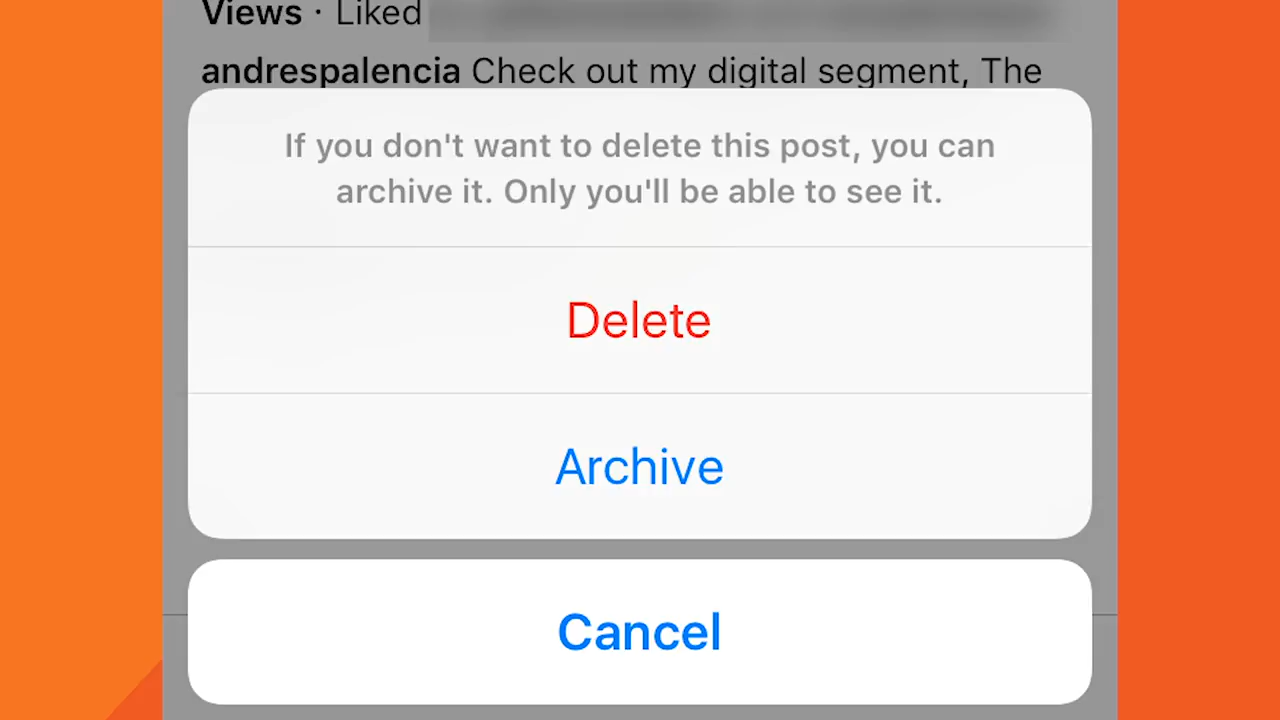 Views · Liked
andrespalencia Check out my digital segment, The
If you don't want to delete this post, you can
archive it. Only you'll be able to see it.
Delete
Archive
Cancel